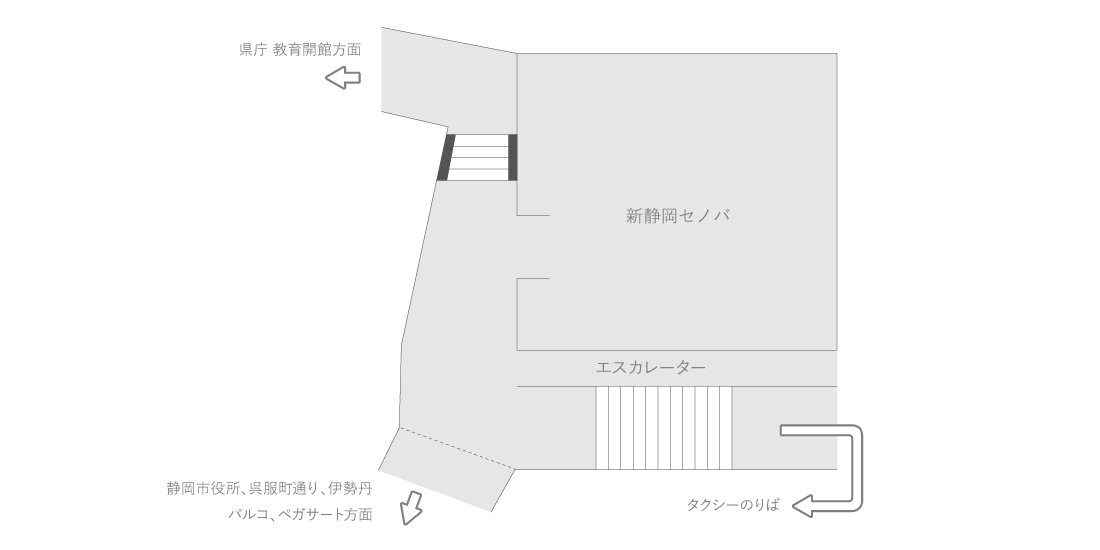 県庁 教育開館方面
新静岡セノバ
エスカレーター
静岡市役所、呉服町通り、伊勢丹
パルコ、ペガサート方面
タクシーのりば